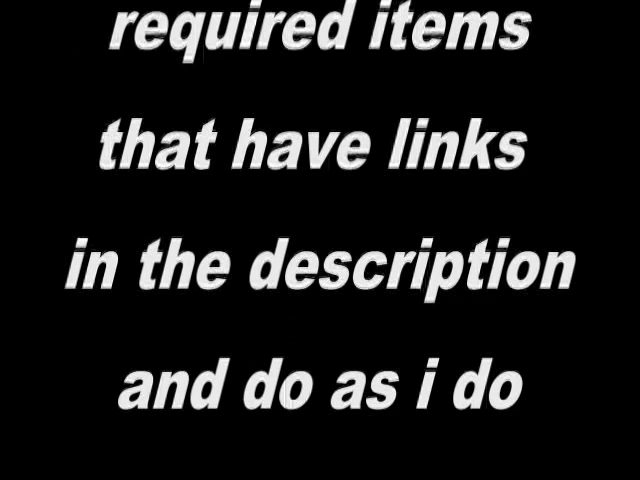 required items
that have links
in the description
and do as i do